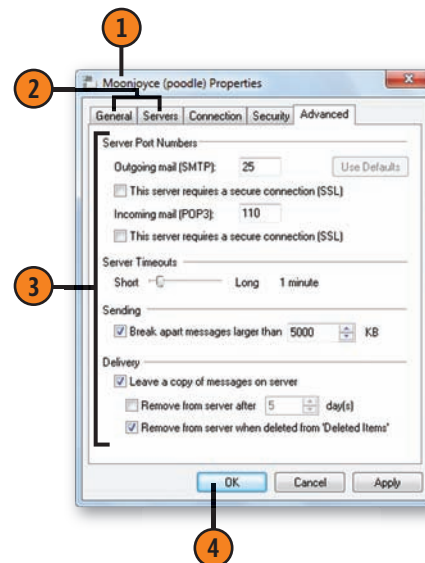 1
2
Moonjoyce (poodle) Properties
General Servers Connection Security Advanced
Server Port Numbers
Outgoing mail (SMTP): 25 Use Defaults
This server requires a secure connection (SSL)
Incoming mail (POP3): 110
This server requires a secure connection (SSL)
Server Timeouts
3
Short Long 1 minute
Sending
Break apart messages larger than 5000 KB
Delivery
Leave a copy of messages on server
Remove from server after 5 day(s)
Remove from server when deleted from 'Deleted Items'
OK Cancel Apply
4